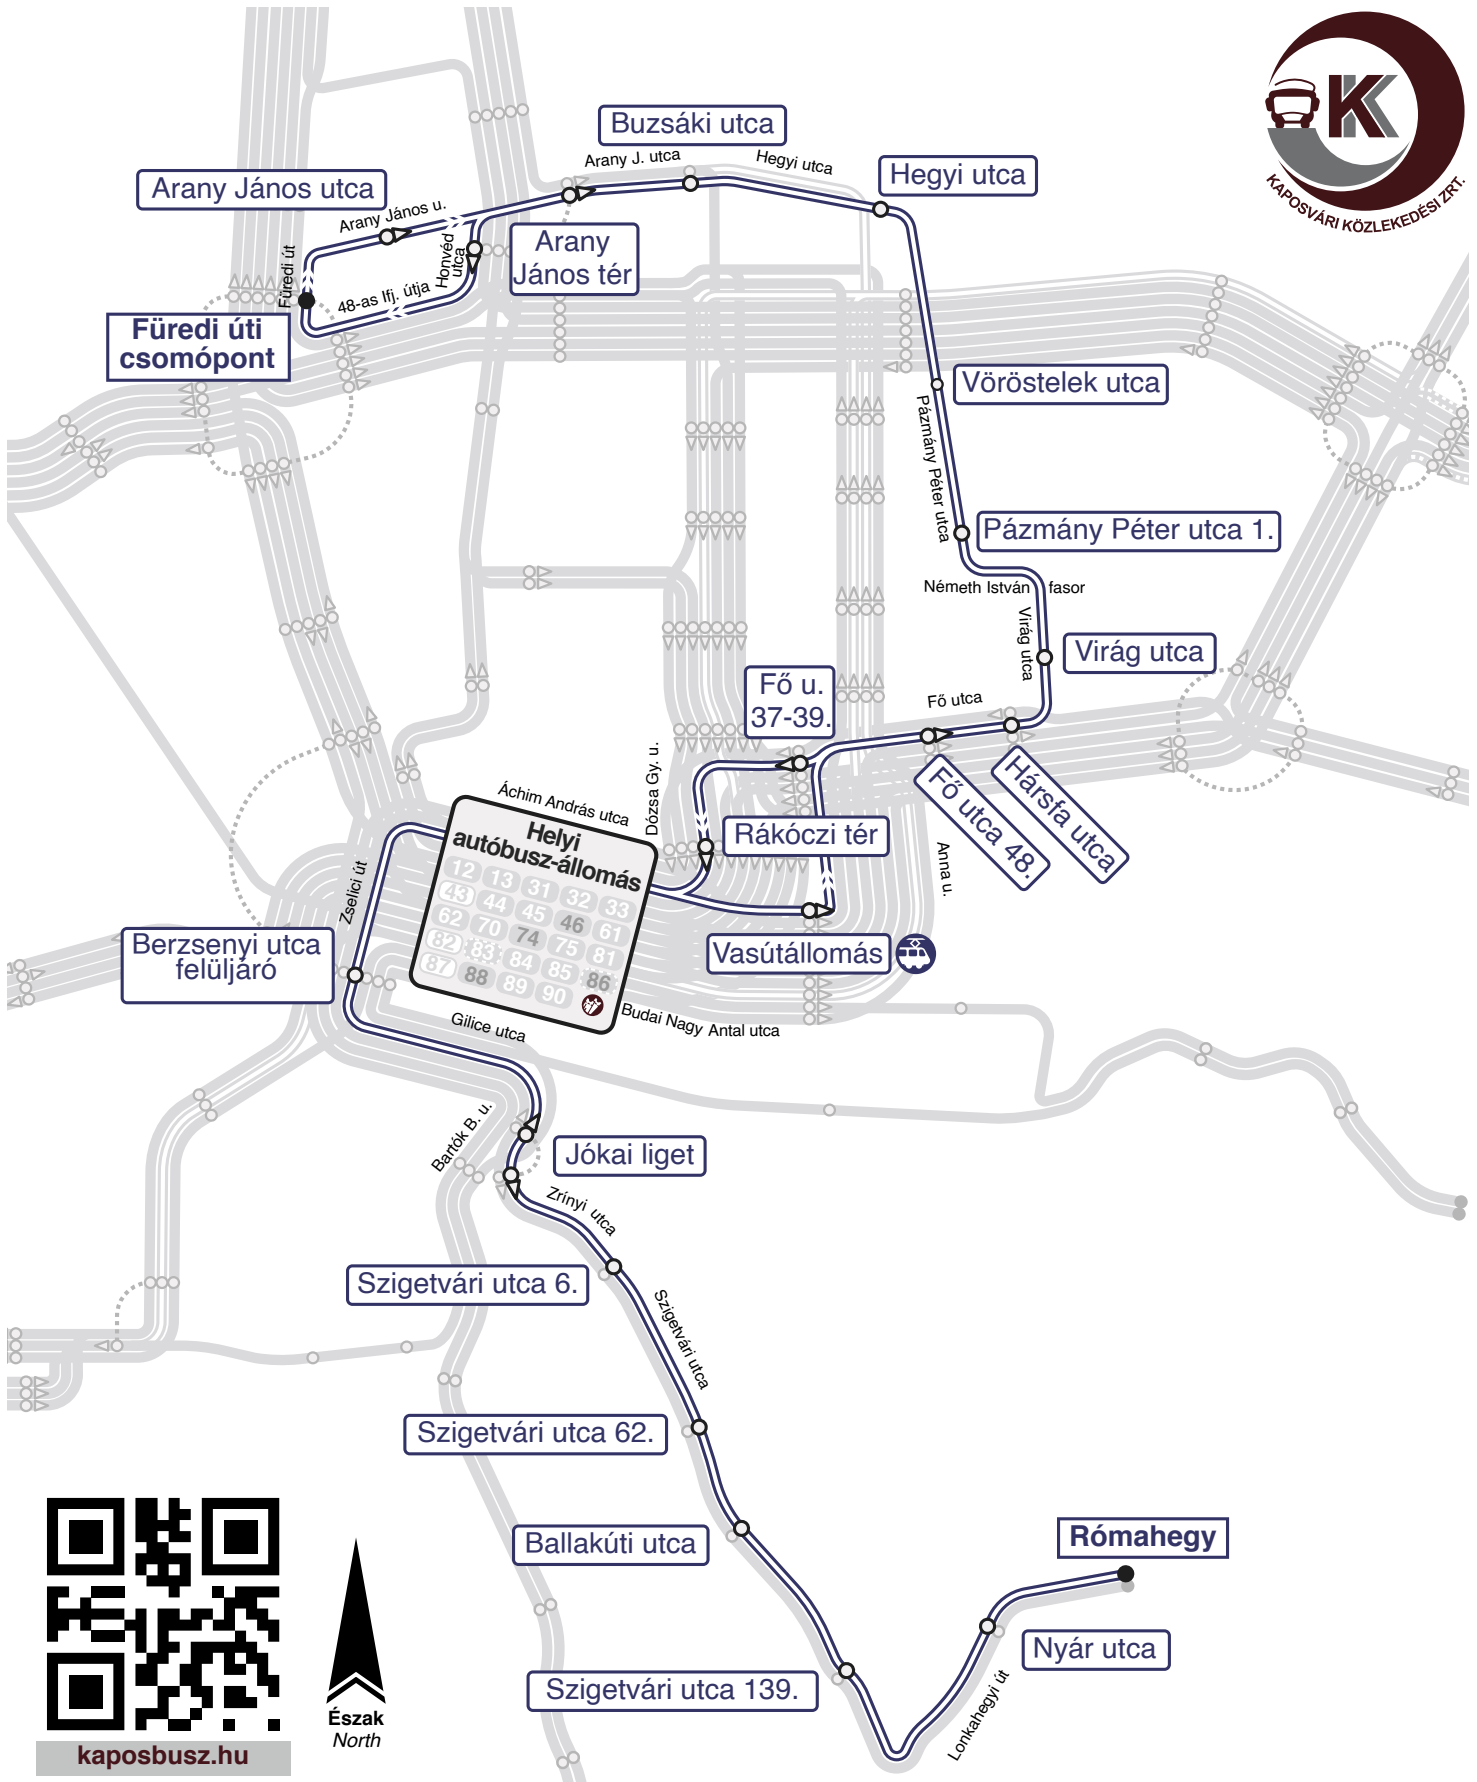 Buzsáki utca
Arany J. utca
Hegyi utca
Hegyi utca
KAPOSVÁRI KÖZLEKEDÉSI ZRT.
Arany János utca
Arany János u.
Honvéd
utca
Arany
János tér
Füredi út
48-as Ifj. útja
Füredi úti
csomópont
Vöröstelek utca
Pázmány Péter utca
Pázmány Péter utca 1.
Németh István fasor
Virág utca
Virág utca
Fő u.
37-39.
Fő utca
Hársfa utca
Fő utca 48.
Anna u.
Dózsa Gy. u.
Rákóczi tér
Áchim András utca
Helyi
autóbusz-állomás
12 13 31 32 33
43 44 45 46 61
62 70 74 75 81
82 83 84 85 86
87 88 89 90
Zselici út
Berzsenyi utca
felüljáró
Vasútállomás
Budai Nagy Antal utca
Gilice utca
Bartók B. u.
Jókai liget
Zrínyi utca
Szigetvári utca 6.
Szigetvári utca
Szigetvári utca 62.
Ballakúti utca
Rómahegy
Nyár utca
Szigetvári utca 139.
Lonkahegyi út
Észak
North
kaposbusz.hu